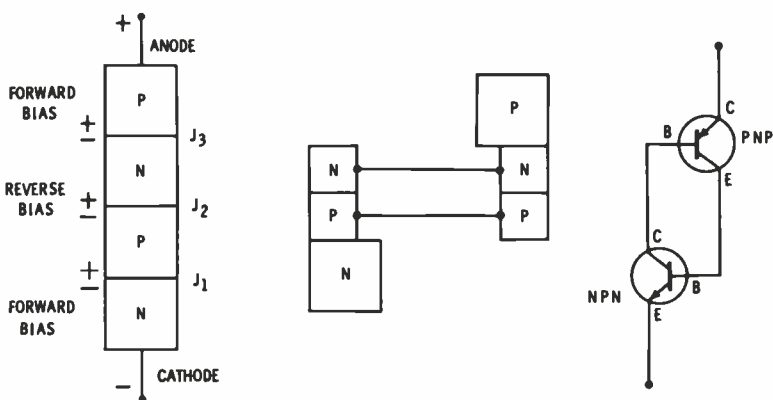 +
ANODE
FORWARD
BIAS
P
+
−
J3
N
REVERSE
BIAS
+
−
J2
P
+
−
J1
FORWARD
BIAS
N
−
CATHODE
P
N
N
P
P
N
C
B
PNP
E
C
NPN
B
E